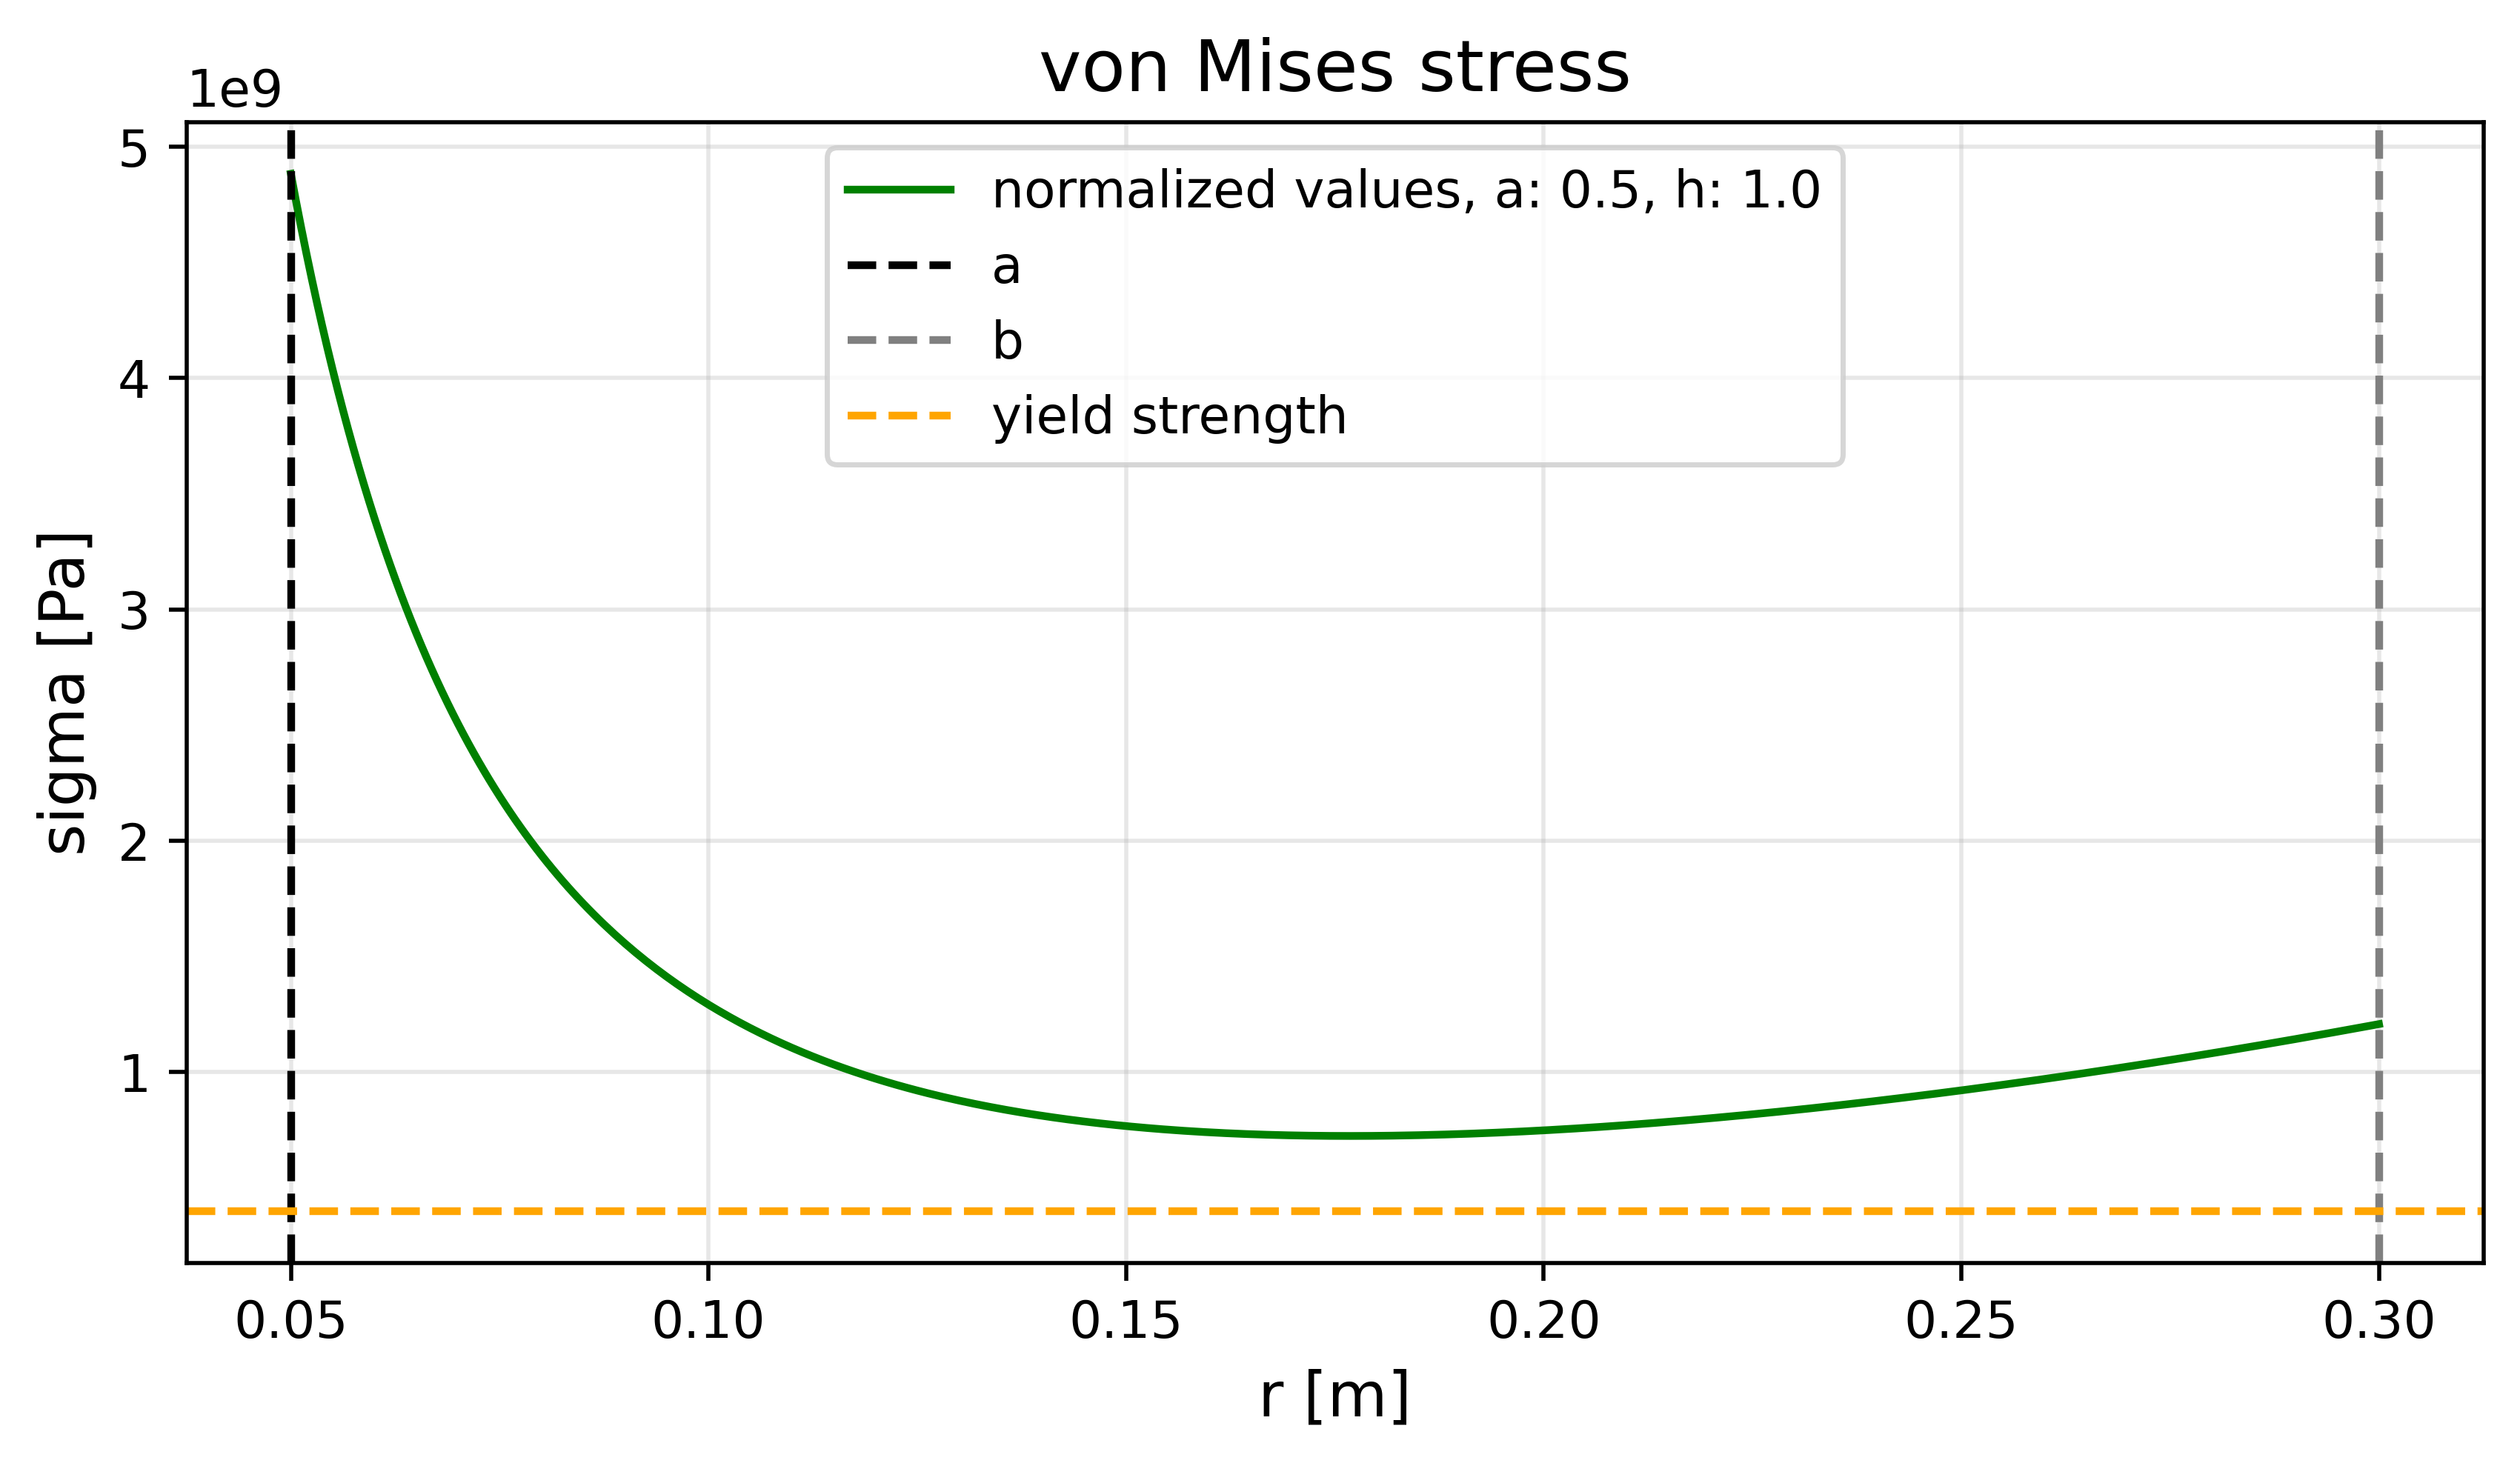 von Mises stress
1e9
5
4
3
2
1
sigma [Pa]
normalized values, a: 0.5, h: 1.0
a
b
yield strength
0.05 0.10 0.15 0.20 0.25 0.30
r [m]